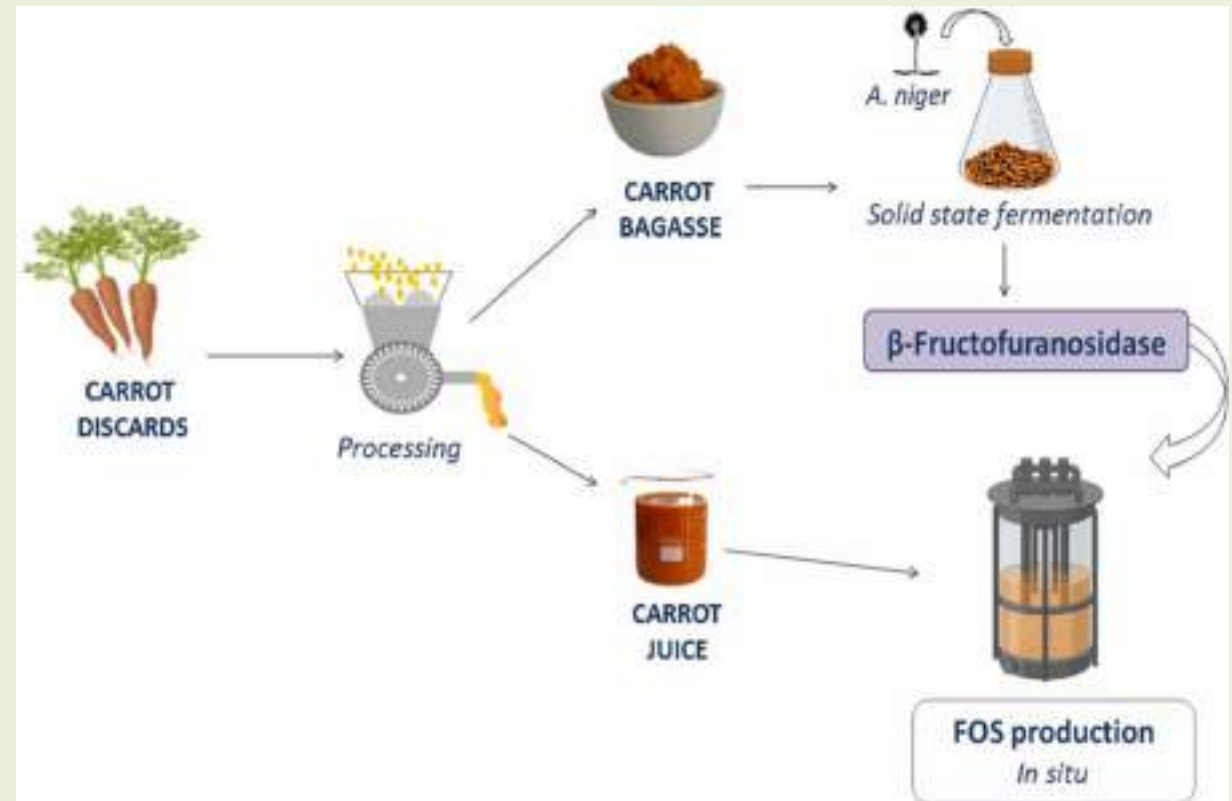 A. niger
CARROT
BAGASSE
Solid state fermentation
β-Fructofuranosidase
CARROT
DISCARDS
Processing
CARROT
JUICE
FOS production
In situ